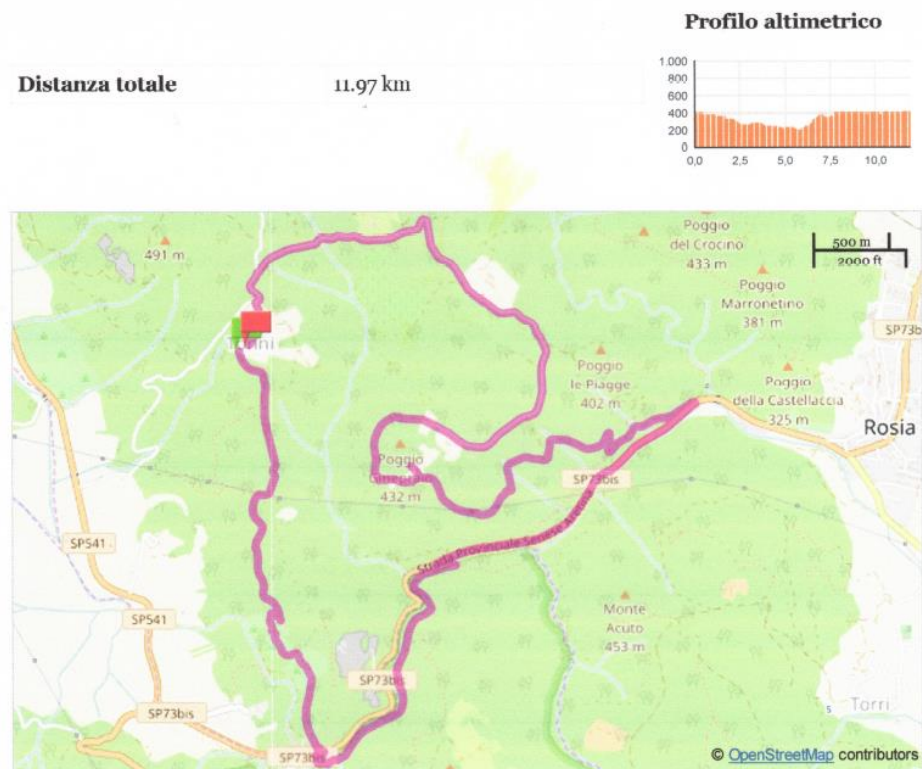 Profilo altimetrico
Distanza totale 11.97 km
1.000
800
600
400
200
0
0,0 2,5 5,0 7,5 10,0
491 m
Poggio
del Crocino
433 m
500 m
2000 ft
Poggio
Marronetino
381 m
SP73b
Poggio
le Piagge
402 m
Poggio
della Castellaccia
325 m
Rosia
Poggio
432 m
SP73bis
SP541
Strada Provinciale Senese Aretina
SP541
Monte
Acuto
453 m
SP73bis
SP73bis
5
Torri
SP73bis
© OpenStreetMap contributors